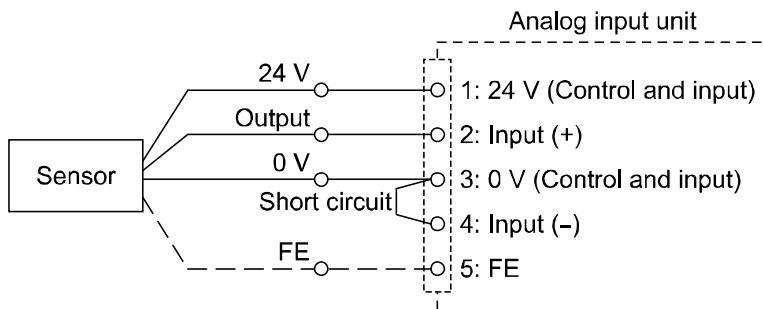 Analog input unit
24 V
1: 24 V (Control and input)
Output
2: Input (+)
0 V
3: 0 V (Control and input)
Sensor
Short circuit
4: Input (–)
FE
5: FE